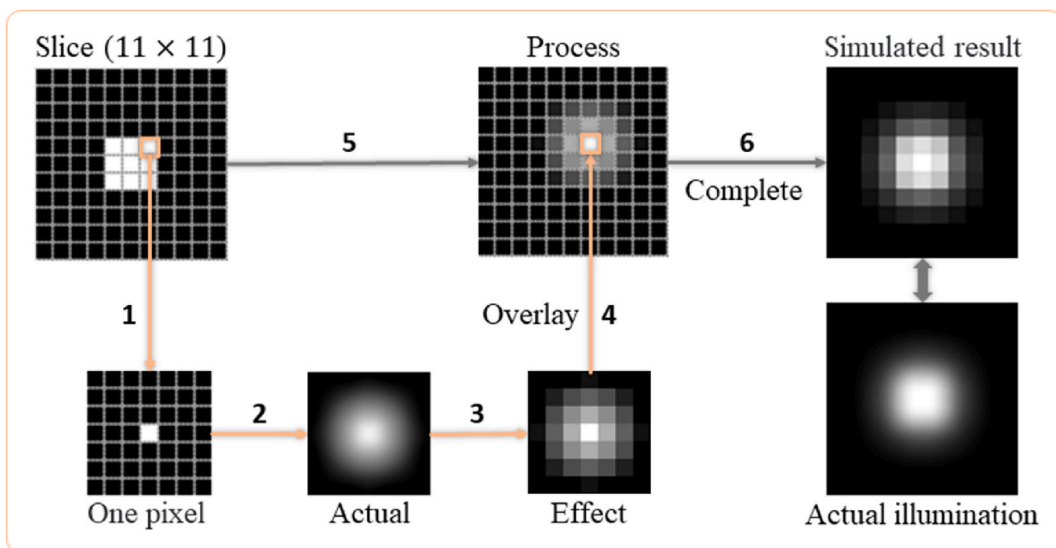 Slice (11 × 11)
Process
Simulated result
5
6
Complete
1
Overlay
4
2
3
One pixel
Actual
Effect
Actual illumination